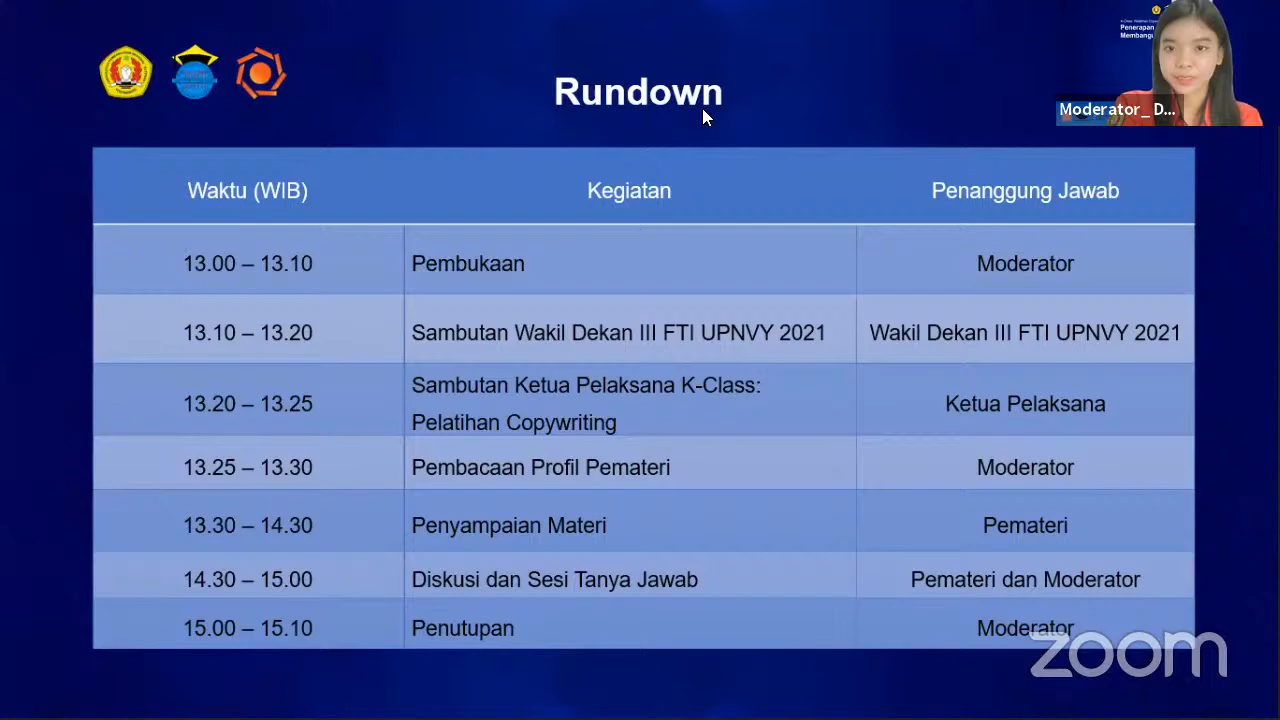 Rundown
Penerapan
Membangu
Moderator_ D...
Waktu (WIB) Kegiatan Penanggung Jawab
13.00 – 13.10 Pembukaan Moderator
13.10 – 13.20 Sambutan Wakil Dekan III FTI UPNVY 2021 Wakil Dekan III FTI UPNVY 2021
13.20 – 13.25 Sambutan Ketua Pelaksana K-Class: Ketua Pelaksana
Pelatihan Copywriting
13.25 – 13.30 Pembacaan Profil Pemateri Moderator
13.30 – 14.30 Penyampaian Materi Pemateri
14.30 – 15.00 Diskusi dan Sesi Tanya Jawab Pemateri dan Moderator
15.00 – 15.10 Penutupan Moderator
zoom